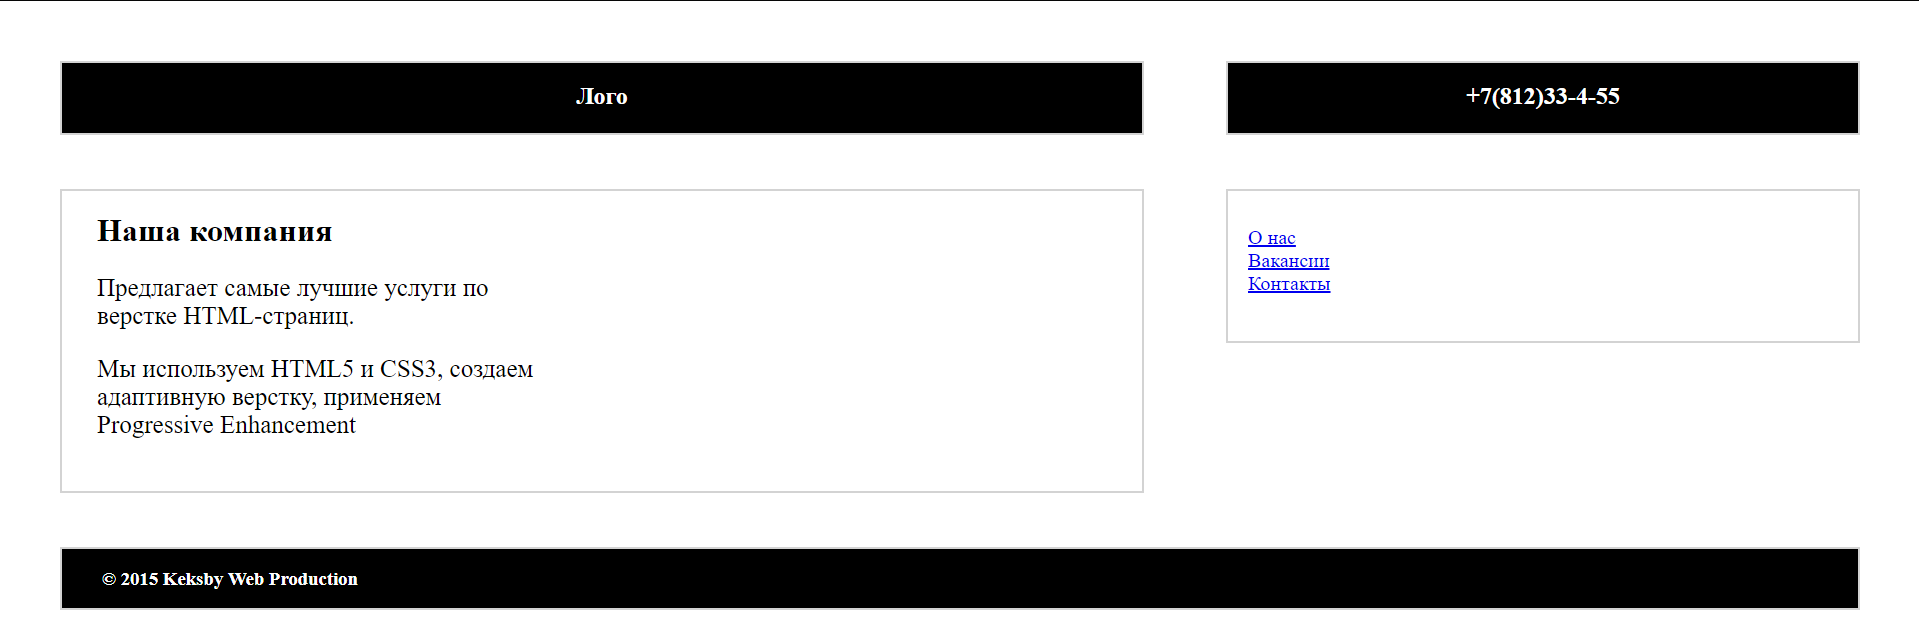 Лого
+7(812)33-4-55
Наша компания
Предлагает самые лучшие услуги по
верстке HTML-страниц.
Мы используем HTML5 и CSS3, создаем
адаптивную верстку, применяем
Progressive Enhancement
О нас
Вакансии
Контакты
© 2015 Keksby Web Production